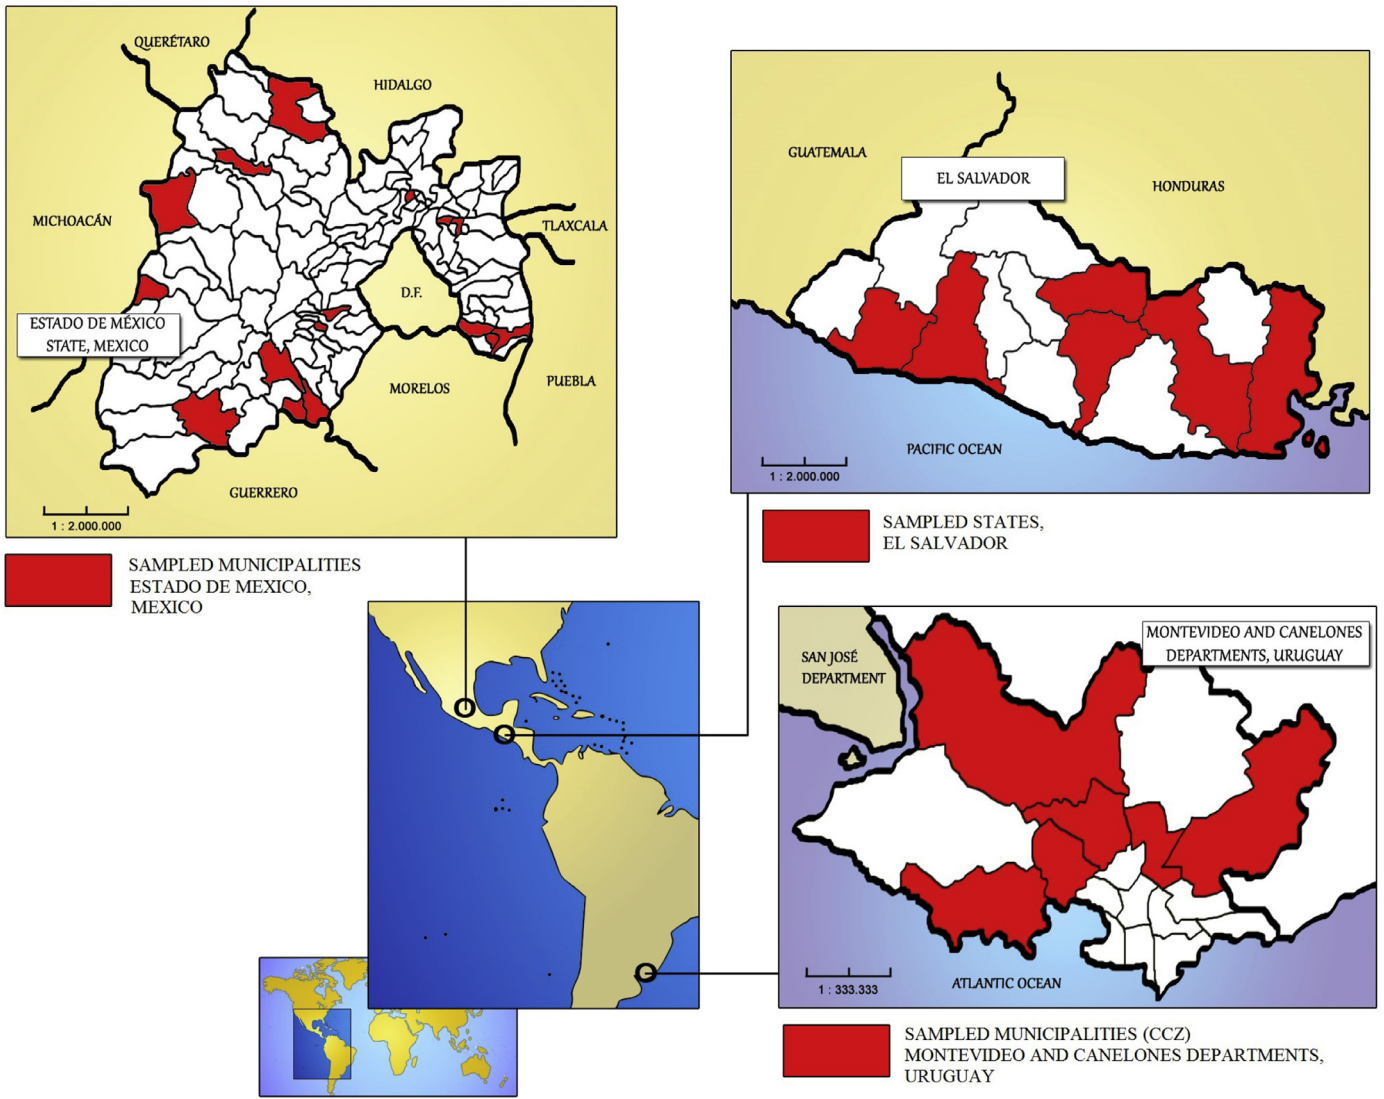 QUERÉTARO
HIDALGO
MICHOACÁN
TLAXCALA
D.F.
ESTADO DE MÉXICO
STATE, MEXICO
MORELOS
PUEBLA
GUERRERO
1 : 2.000.000
SAMPLED MUNICIPALITIES
ESTADO DE MEXICO,
MEXICO
GUATEMALA
EL SALVADOR
HONDURAS
PACIFIC OCEAN
1 : 2.000.000
SAMPLED STATES,
EL SALVADOR
MONTEVIDEO AND CANELONES
DEPARTMENTS, URUGUAY
SAN JOSÉ
DEPARTMENT
ATLANTIC OCEAN
1 : 333.333
SAMPLED MUNICIPALITIES (CCZ)
MONTEVIDEO AND CANELONES DEPARTMENTS,
URUGUAY